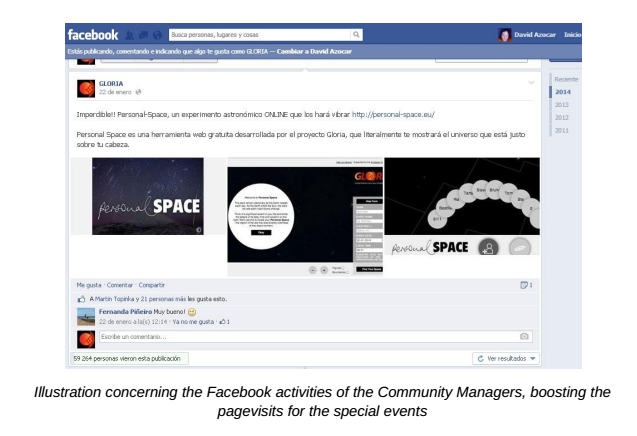 facebook
Busca personas, lugares y cosas
David Azocar Inicio
Estás publicando, comentando e indicando que algo te gusta como GLORIA — Cambiar a David Azocar
GLORIA
22 de enero
Reciente
2014
2013
2012
2011
Imperdible!! Personal-Space, un experimento astronómico ONLINE que los hará vibrar http://personal-space.eu/
Personal Space es una herramienta web gratuita desarrollada por el proyecto Gloria, que literalmente te mostrará el universo que está justo
sobre tu cabeza.
personal SPACE
GLORI
personal SPACE
Me gusta · Comentar · Compartir
1
A Martin Topinka y 21 personas más les gusta esto.
Fernanda Piñeiro Muy bueno!
22 de enero a la(s) 12:14 · Ya no me gusta · 1
Escribe un comentario...
59 264 personas vieron esta publicación
Ver resultados
Illustration concerning the Facebook activities of the Community Managers, boosting the
pagevisits for the special events